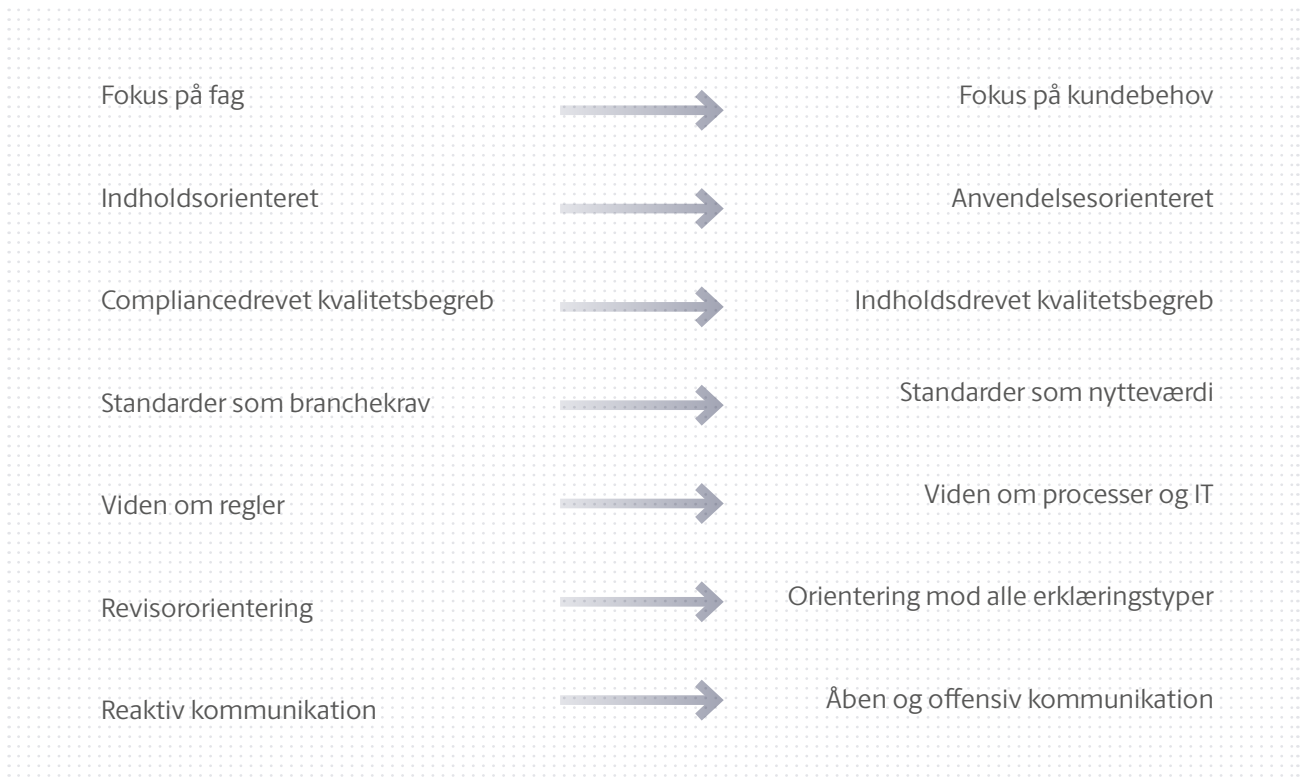 Fokus på fag
Fokus på kundebehov
Indholdsorienteret
Anvendelsesorienteret
Compliancedrevet kvalitetsbegreb
Indholdsdrevet kvalitetsbegreb
Standarder som branchekrav
Standarder som nytteværdi
Viden om regler
Viden om processer og IT
Revisororientering
Orientering mod alle erklæringstyper
Reaktiv kommunikation
Åben og offensiv kommunikation